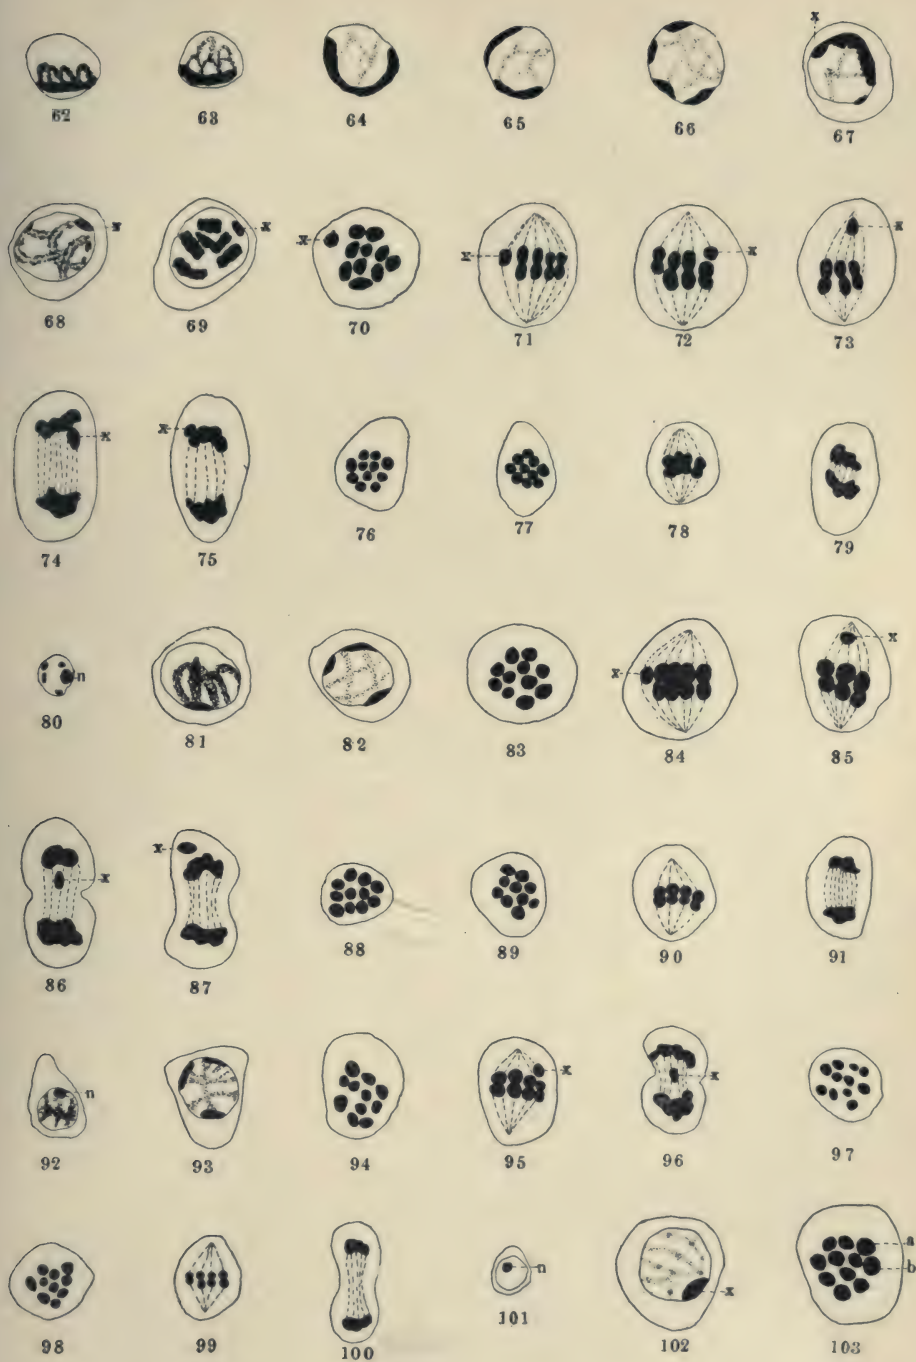 x
62 63 64 65 66 67
x x x x x x
68 69 70 71 72 73
x x
74 75 76 77 78 79
n x x
80 81 82 83 84 85
x x
86 87 88 89 90 91
n x x
92 93 94 95 96 97
n x a
b
98 99 100 101 102 103